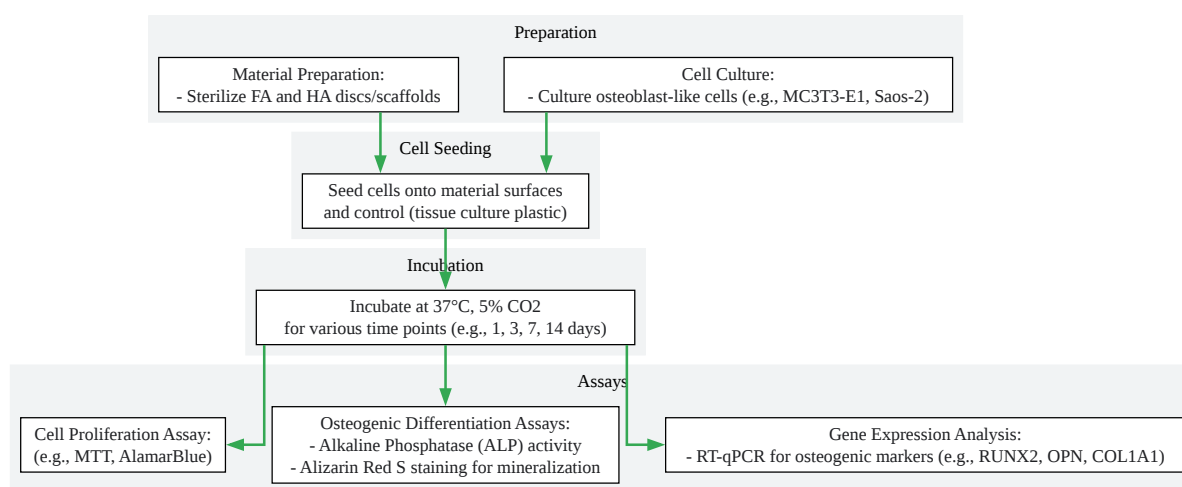 Preparation
Material Preparation:
- Sterilize FA and HA discs/scaffolds
Cell Culture:
- Culture osteoblast-like cells (e.g., MC3T3-E1, Saos-2)
Cell Seeding
Seed cells onto material surfaces
and control (tissue culture plastic)
Incubation
Incubate at 37°C, 5% CO2
for various time points (e.g., 1, 3, 7, 14 days)
Assays
Cell Proliferation Assay:
(e.g., MTT, AlamarBlue)
Osteogenic Differentiation Assays:
- Alkaline Phosphatase (ALP) activity
- Alizarin Red S staining for mineralization
Gene Expression Analysis:
- RT-qPCR for osteogenic markers (e.g., RUNX2, OPN, COL1A1)